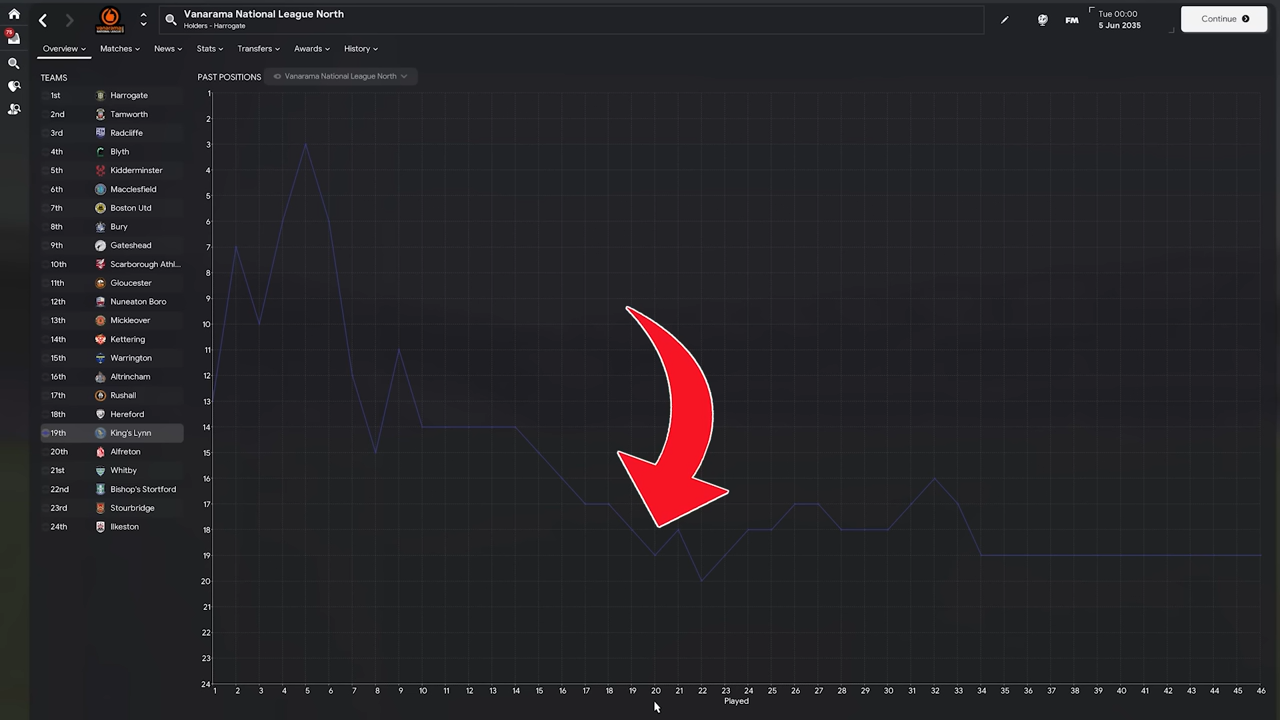 Vanarama National League North
Holders - Harrogate
Tue 00:00
5 Jun 2035
Continue
FM
Overview
Matches
News
Stats
Transfers
Awards
History
TEAMS
1st Harrogate
2nd Tamworth
3rd Radcliffe
4th Blyth
5th Kidderminster
6th Macclesfield
7th Boston Utd
8th Bury
9th Gateshead
10th Scarborough Athl...
11th Gloucester
12th Nuneaton Boro
13th Mickleover
14th Kettering
15th Warrington
16th Altrincham
17th Rushall
18th Hereford
19th King's Lynn
20th Alfreton
21st Whitby
22nd Bishop's Stortford
23rd Stourbridge
24th Ilkeston
PAST POSITIONS
Vanarama National League North
1
2
3
4
5
6
7
8
9
10
11
12
13
14
15
16
17
18
19
20
21
22
23
24
1 2 3 4 5 6 7 8 9 10 11 12 13 14 15 16 17 18 19 20 21 22 23 24 25 26 27 28 29 30 31 32 33 34 35 36 37 38 39 40 41 42 43 44 45 46
Played